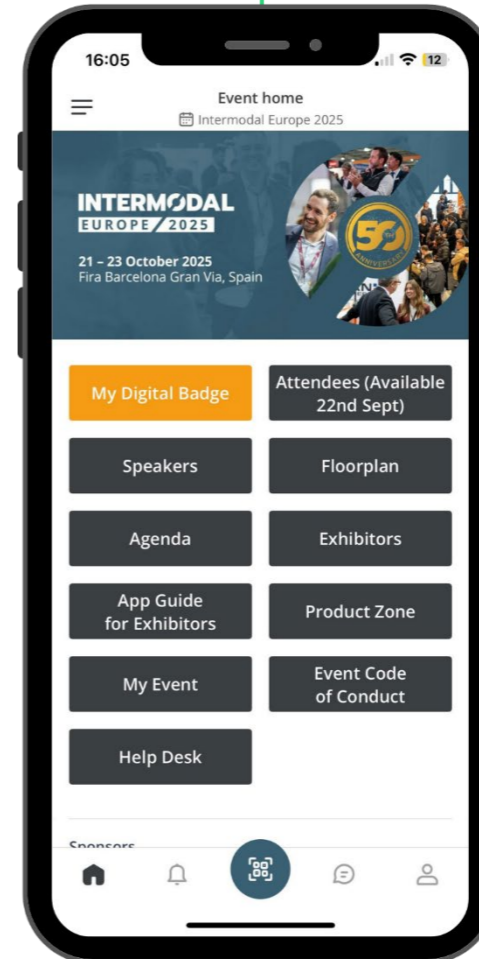 16:05
12
Event home
Intermodal Europe 2025
INTERMODAL
EUROPE 2025
21 – 23 October 2025
Fira Barcelona Gran Via, Spain
50
ANNIVERSARY
My Digital Badge
Attendees (Available
22nd Sept)
Speakers
Floorplan
Agenda
Exhibitors
App Guide
for Exhibitors
Product Zone
My Event
Event Code
of Conduct
Help Desk
Sponsors